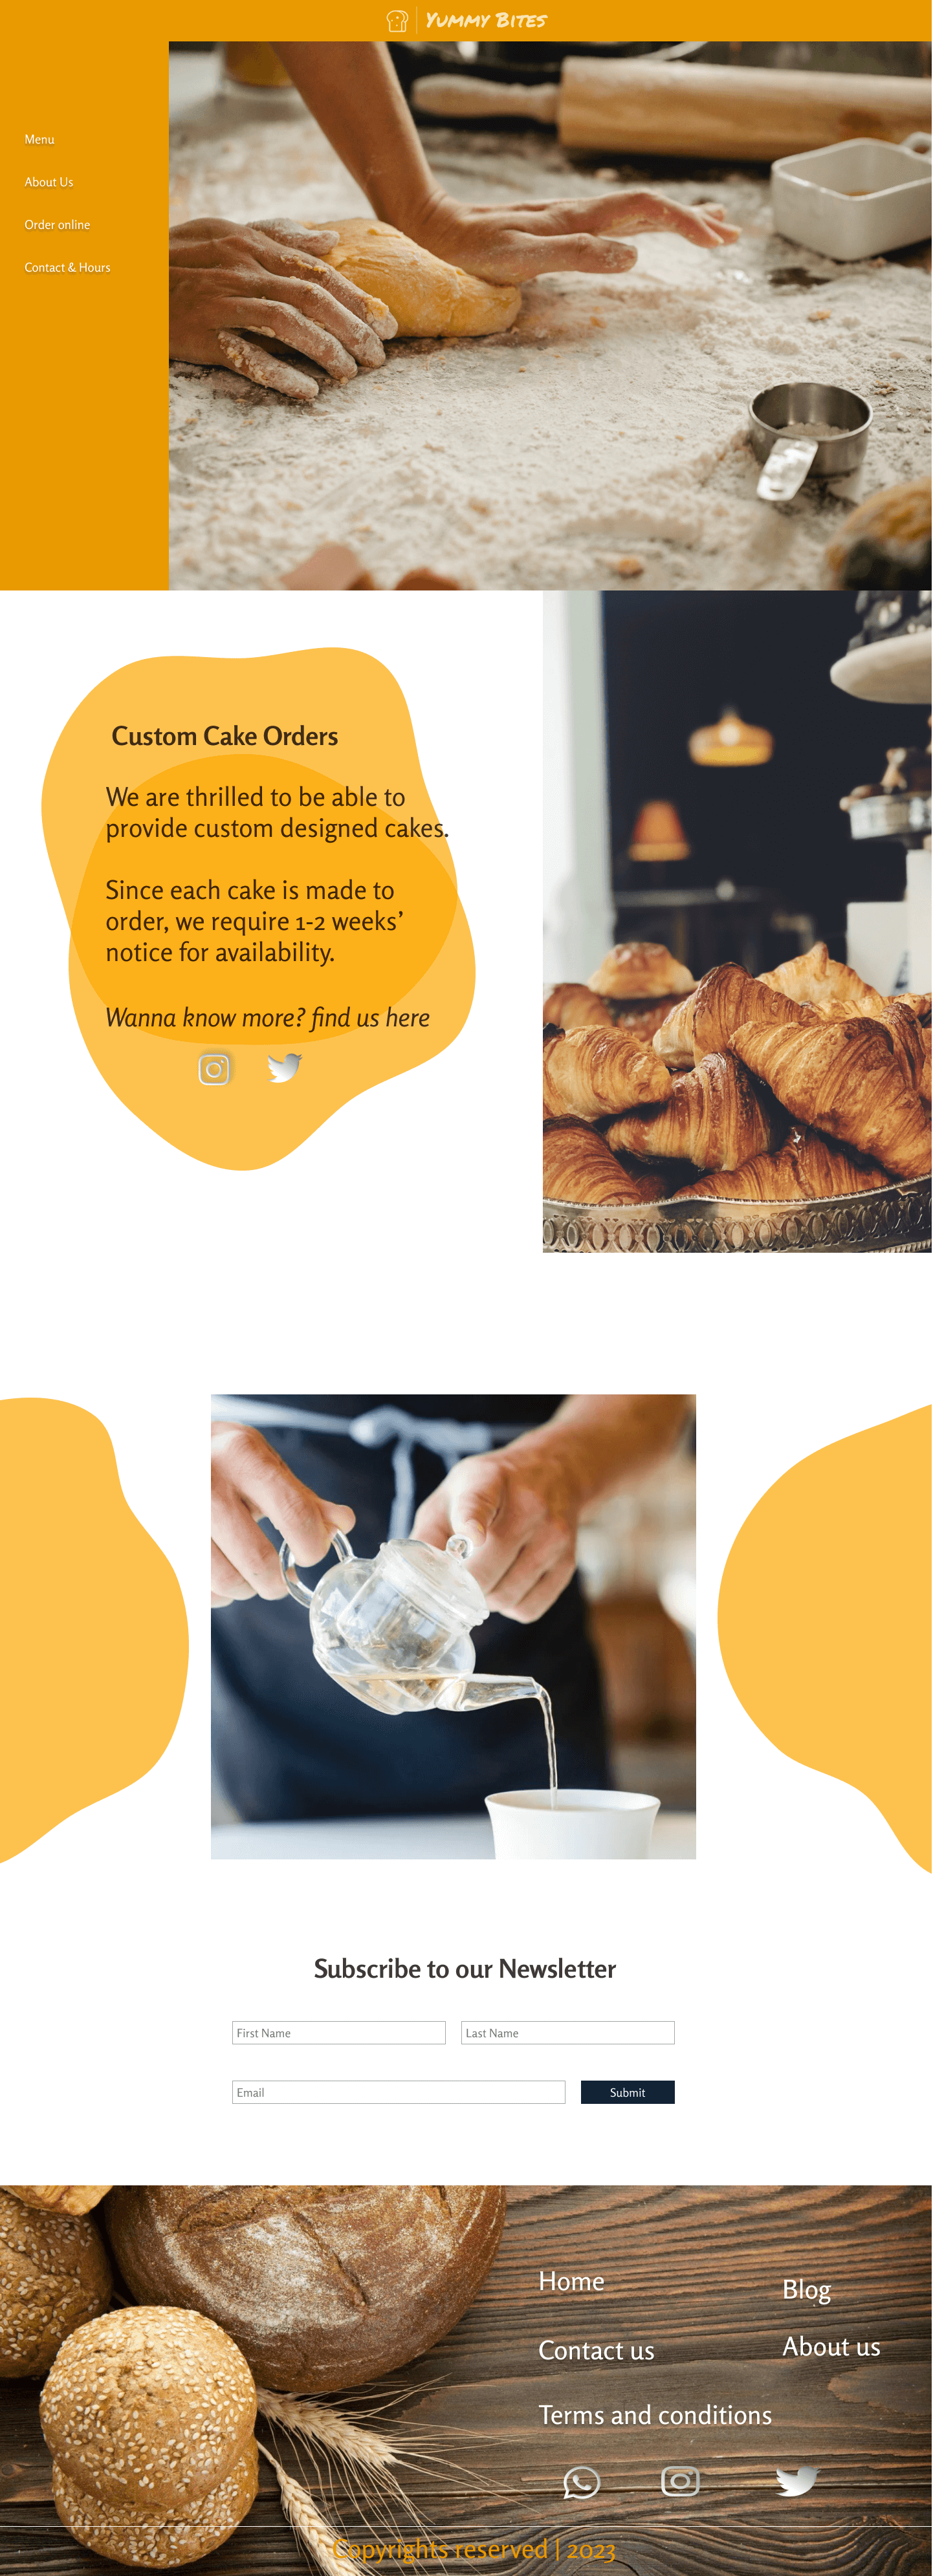 Yummy Bites
Menu
About Us
Order online
Contact & Hours
Custom Cake Orders
We are thrilled to be able to
provide custom designed cakes.
Since each cake is made to
order, we require 1-2 weeks’
notice for availability.
Wanna know more? find us here
Subscribe to our Newsletter
First Name
Last Name
Email
Submit
Home
Blog
Contact us
About us
Terms and conditions
Copyrights reserved | 2023